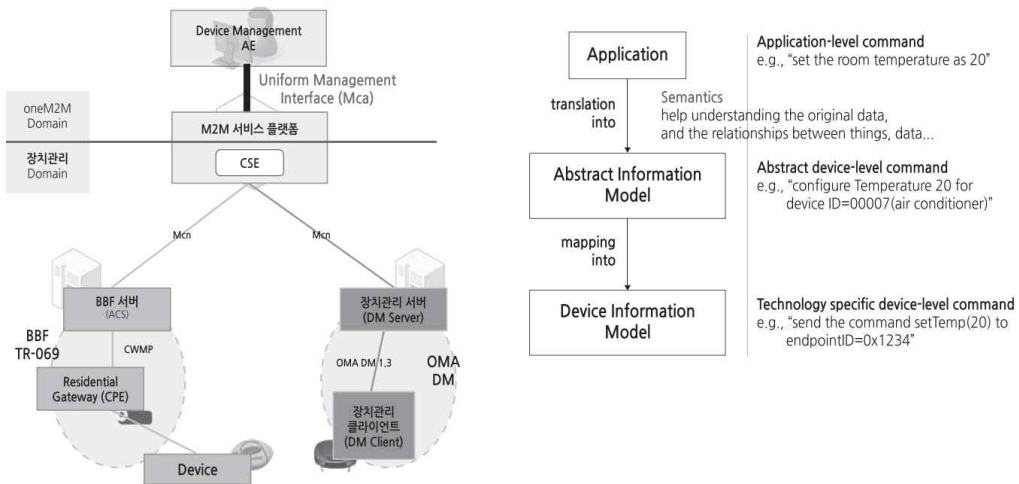 Device Management
AE
Uniform Management
Interface (Mca)
oneM2M
Domain
M2M 서비스 플랫폼
장치관리
Domain
CSE
Mcn
Mcn
BBF 서버
(ACS)
BBF
TR-069
CWMP
Residential
Gateway (CPE)
Device
장치관리 서버
(DM Server)
OMA DM 1.3
OMA
DM
장치관리
클라이언트
(DM Client)
Application
Application-level command
e.g., “set the room temperature as 20”
translation
into
Semantics
help understanding the original data,
and the relationships between things, data...
Abstract Information
Model
Abstract device-level command
e.g., “configure Temperature 20 for
device ID=00007(air conditioner)”
mapping
into
Device Information
Model
Technology specific device-level command
e.g., “send the command setTemp(20) to
endpointID=0x1234”